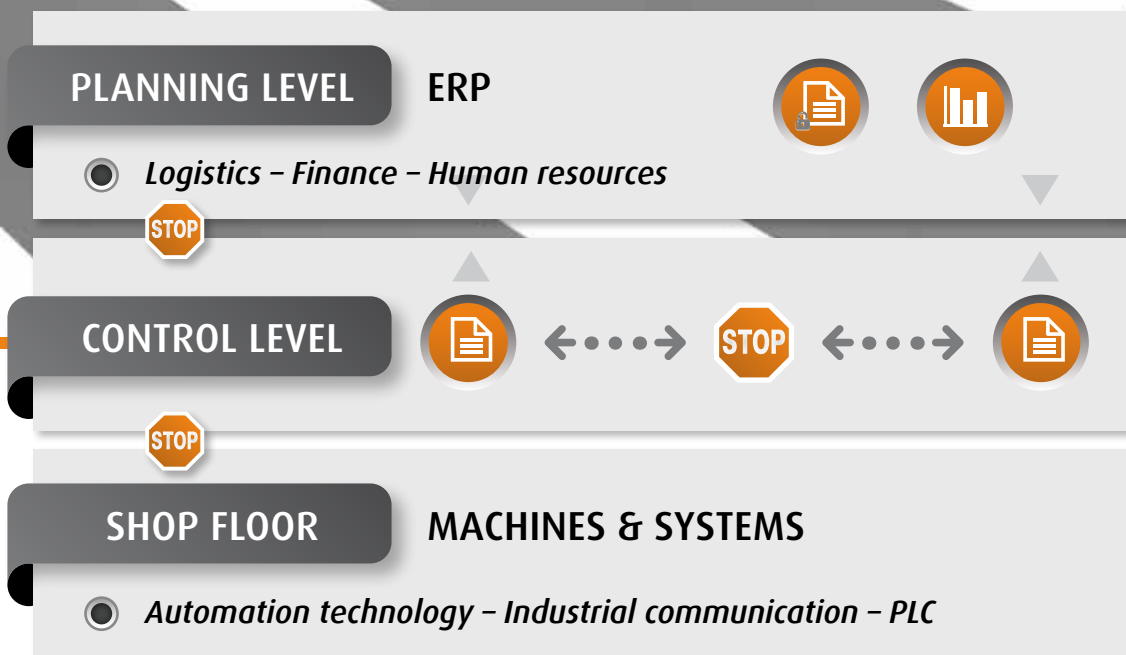 PLANNING LEVEL ERP
Logistics – Finance – Human resources
STOP
CONTROL LEVEL STOP
STOP
SHOP FLOOR MACHINES & SYSTEMS
Automation technology – Industrial communication – PLC